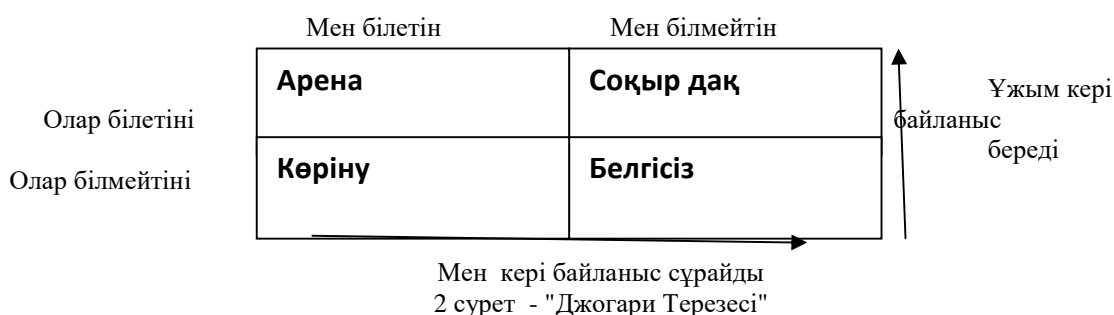 Мен білетін Мен білмейтін
Арена Соқыр дақ
Ұжым кері
Олар білетіні байланыс
береді
Көріну Белгісіз
Олар білмейтіні
Мен кері байланыс сұрайды
2 сурет - "Джогари Терезесі"